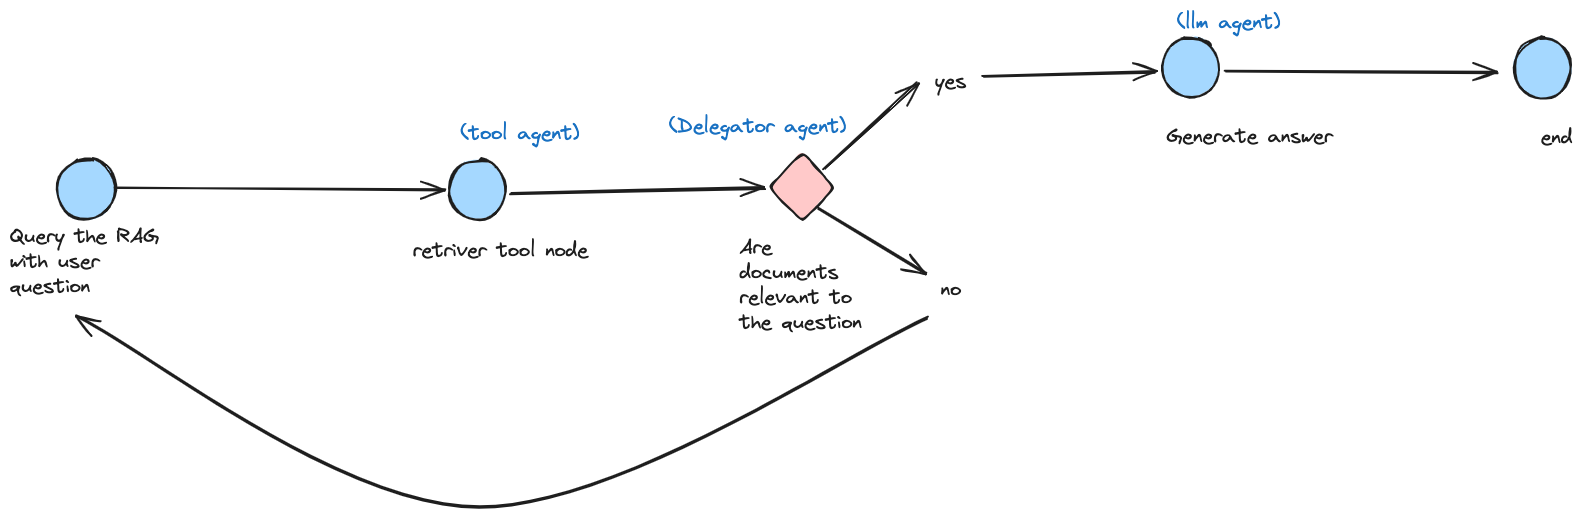 (llm agent)
yes
Generate answer
end
(tool agent)
(Delegator agent)
Query the RAG
with user
question
retriver tool node
Are
documents
relevant to
the question
no